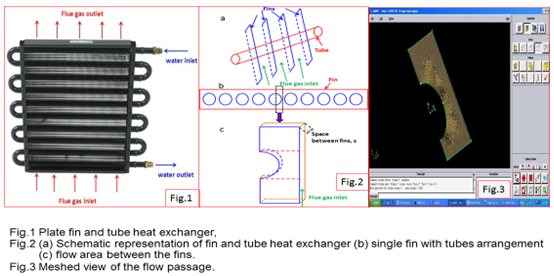 Flue gas outlet
water inlet
water outlet
Flue gas inlet
Fig.1
a
Fins
Tube
Flue gas inlet
b
Fin
c
Space
between fins, s
Flue gas inlet
Fig.2
Fig.3
Fig.1 Plate fin and tube heat exchanger,
Fig.2 (a) Schematic representation of fin and tube heat exchanger (b) single fin with tubes arrangement
(c) flow area between the fins.
Fig.3 Meshed view of the flow passage.